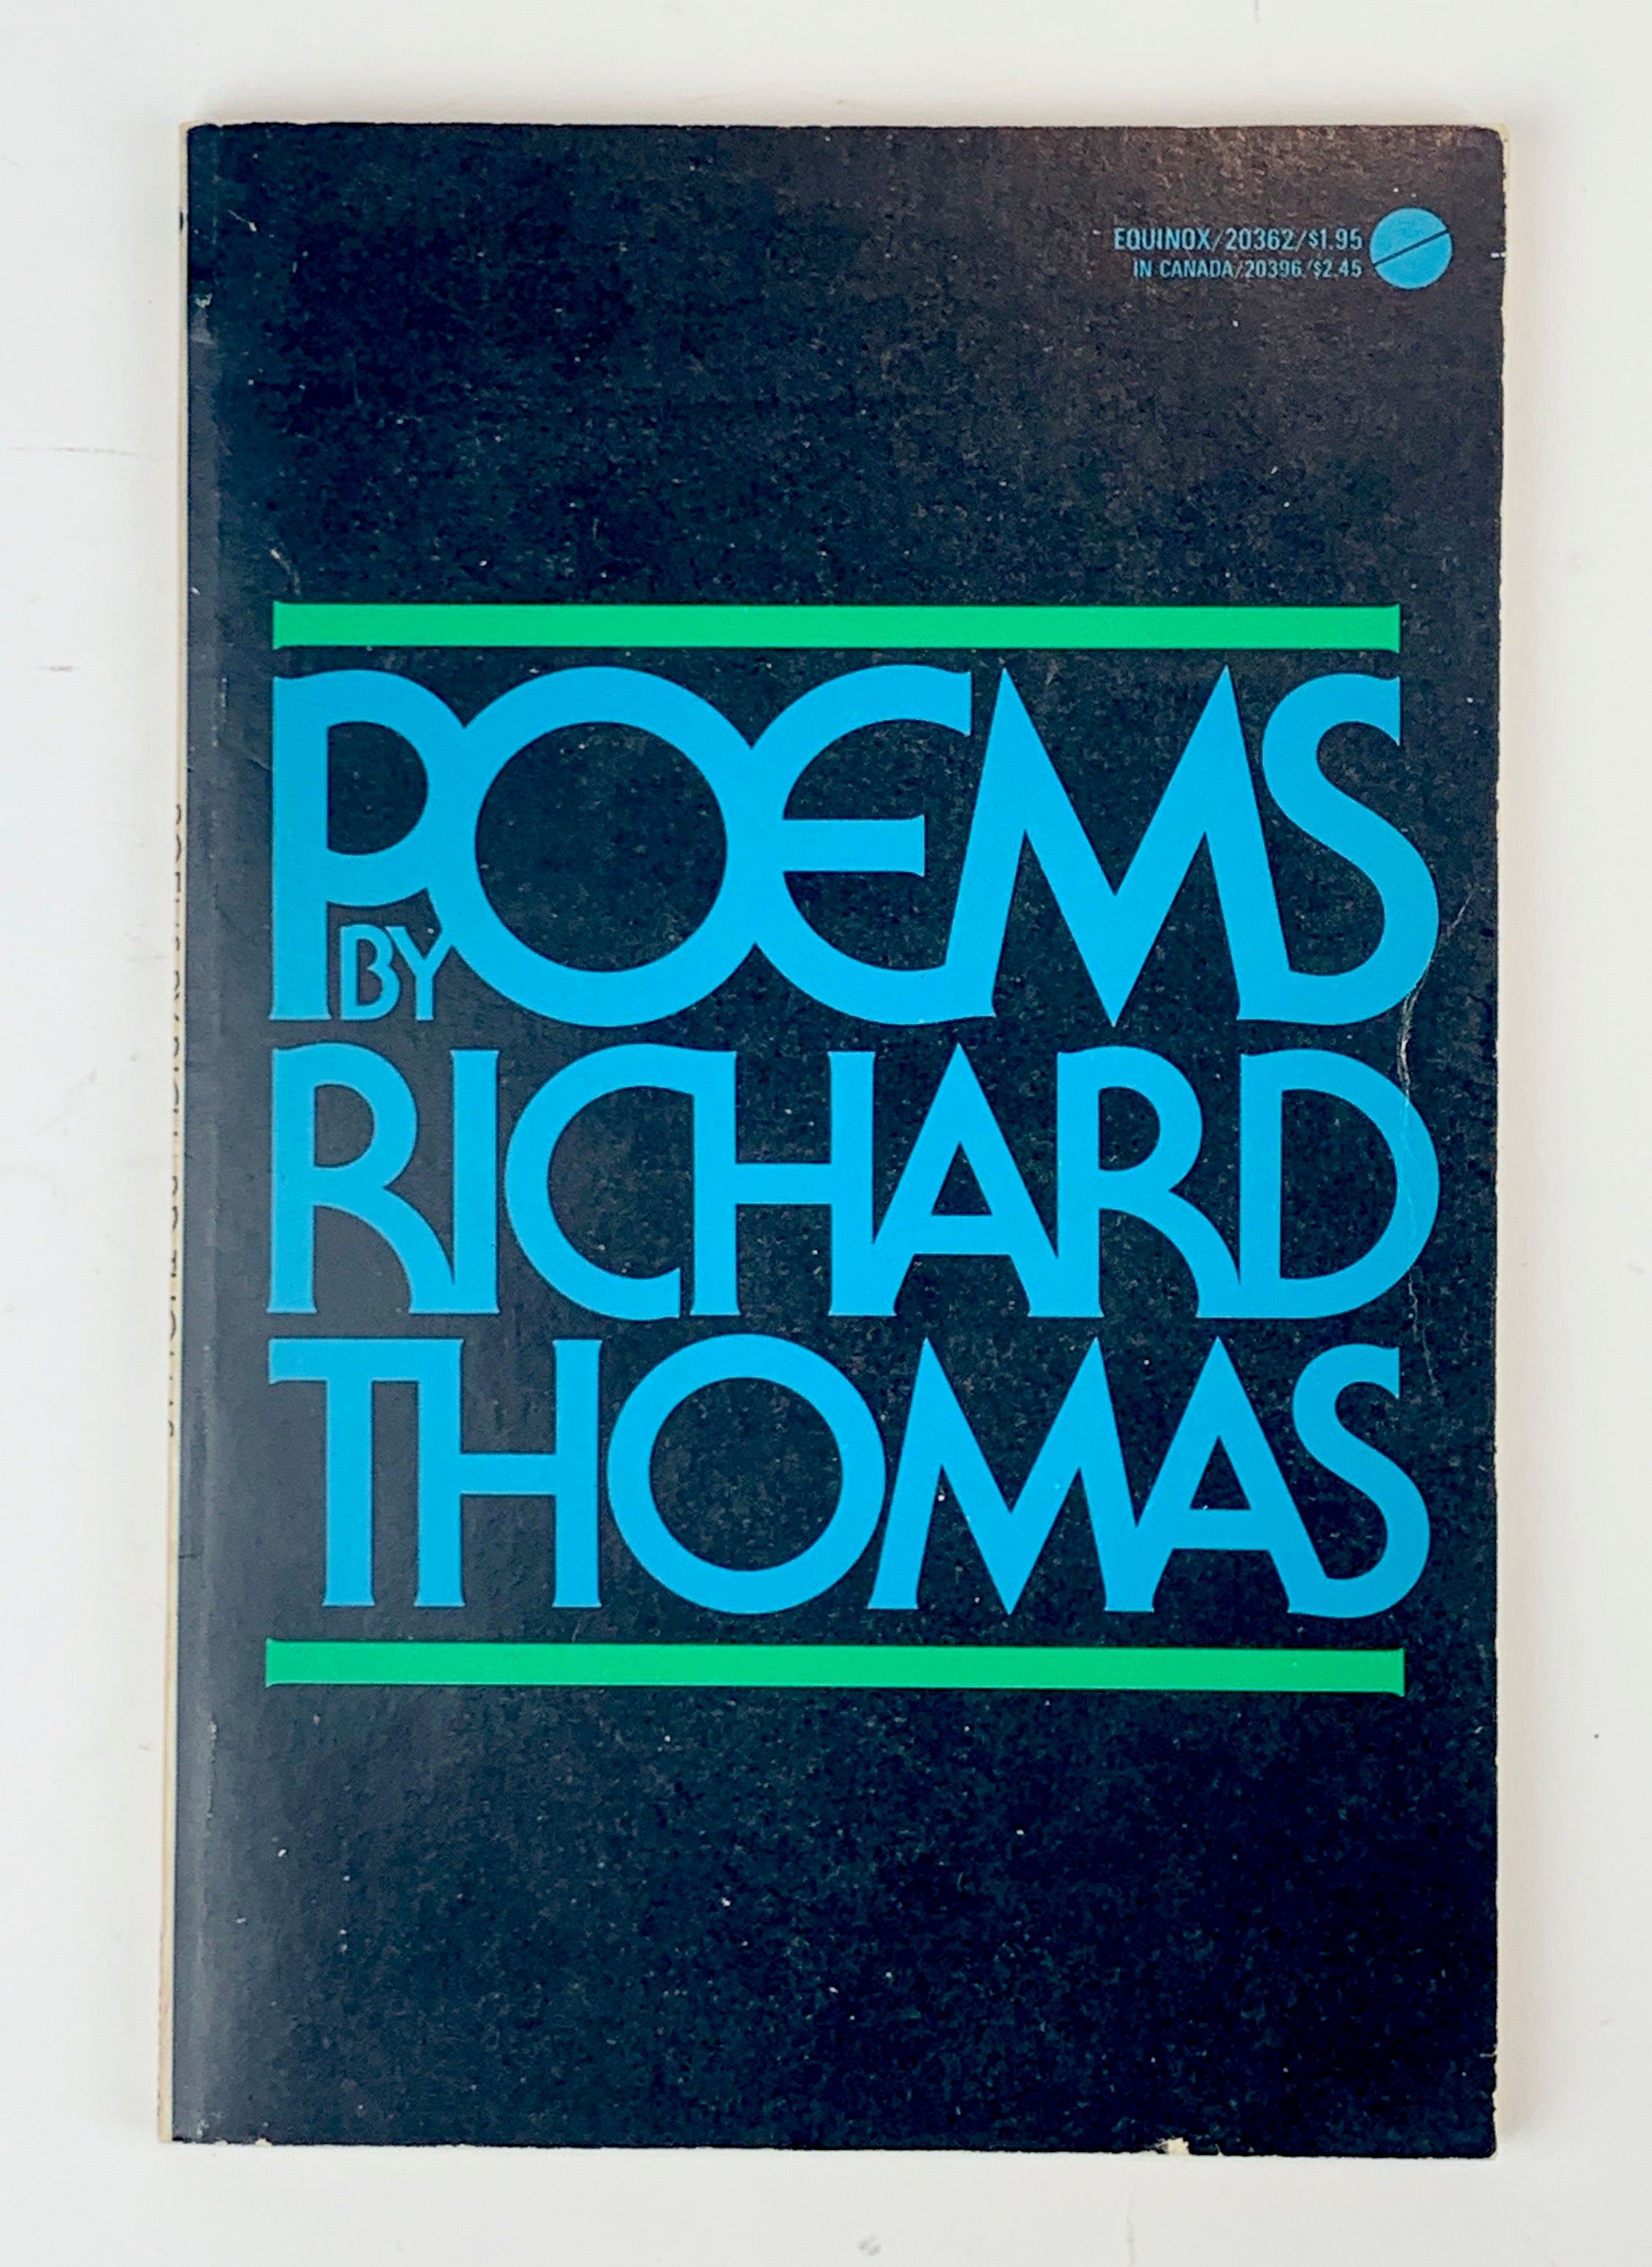 EQUINOX/20362/$1.95
IN CANADA/20396/$2.45
POEMS
BY
RICHARD
THOMAS